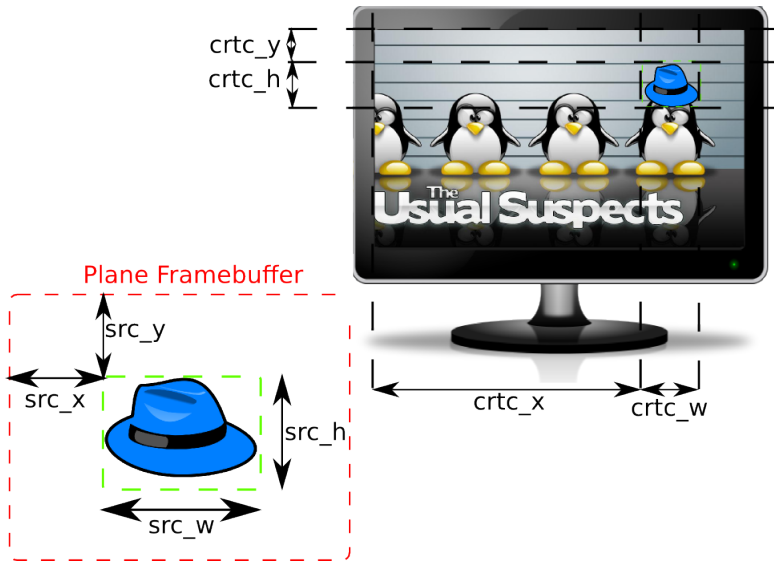 crtc_y
crtc_h
The
Usual Suspects
Plane Framebuffer
src_y
src_x
src_h
src_w
crtc_x
crtc_w